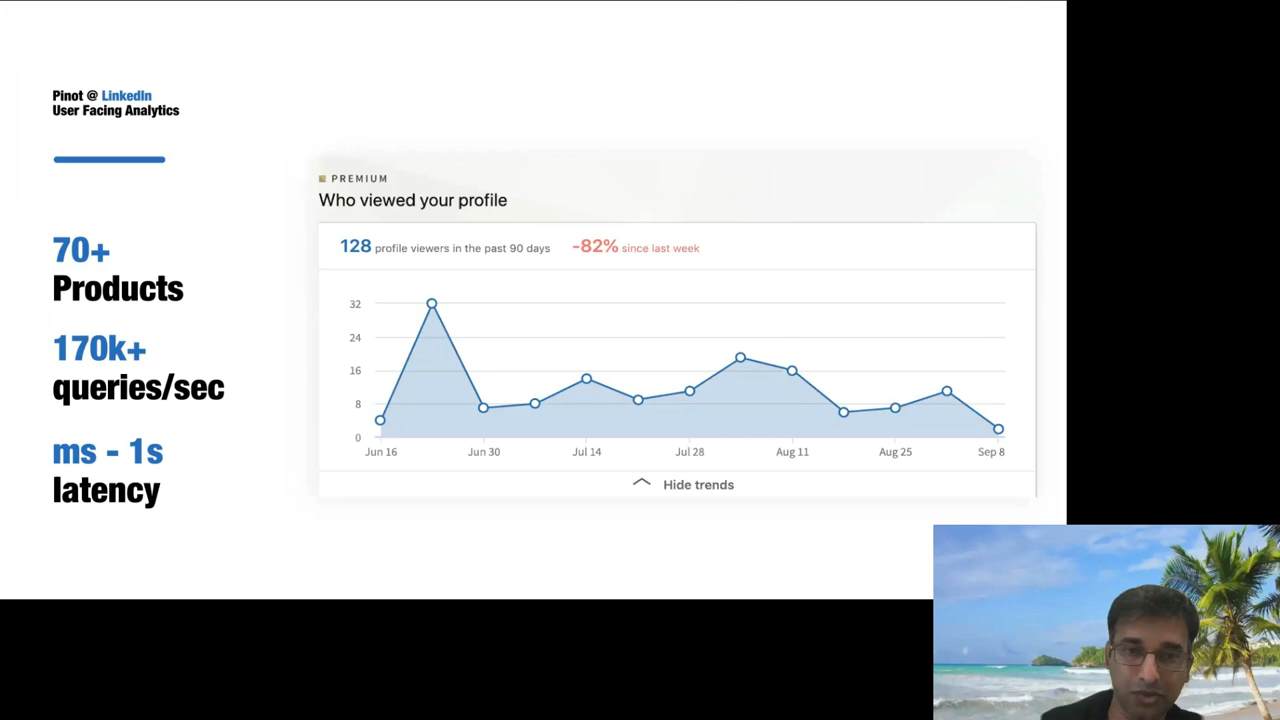 Pinot @ LinkedIn
User Facing Analytics
70+
Products
170k+
queries/sec
ms - 1s
latency
PREMIUM
Who viewed your profile
128 profile viewers in the past 90 days -82% since last week
32
24
16
8
0
Jun 16 Jun 30 Jul 14 Jul 28 Aug 11 Aug 25 Sep 8
Hide trends